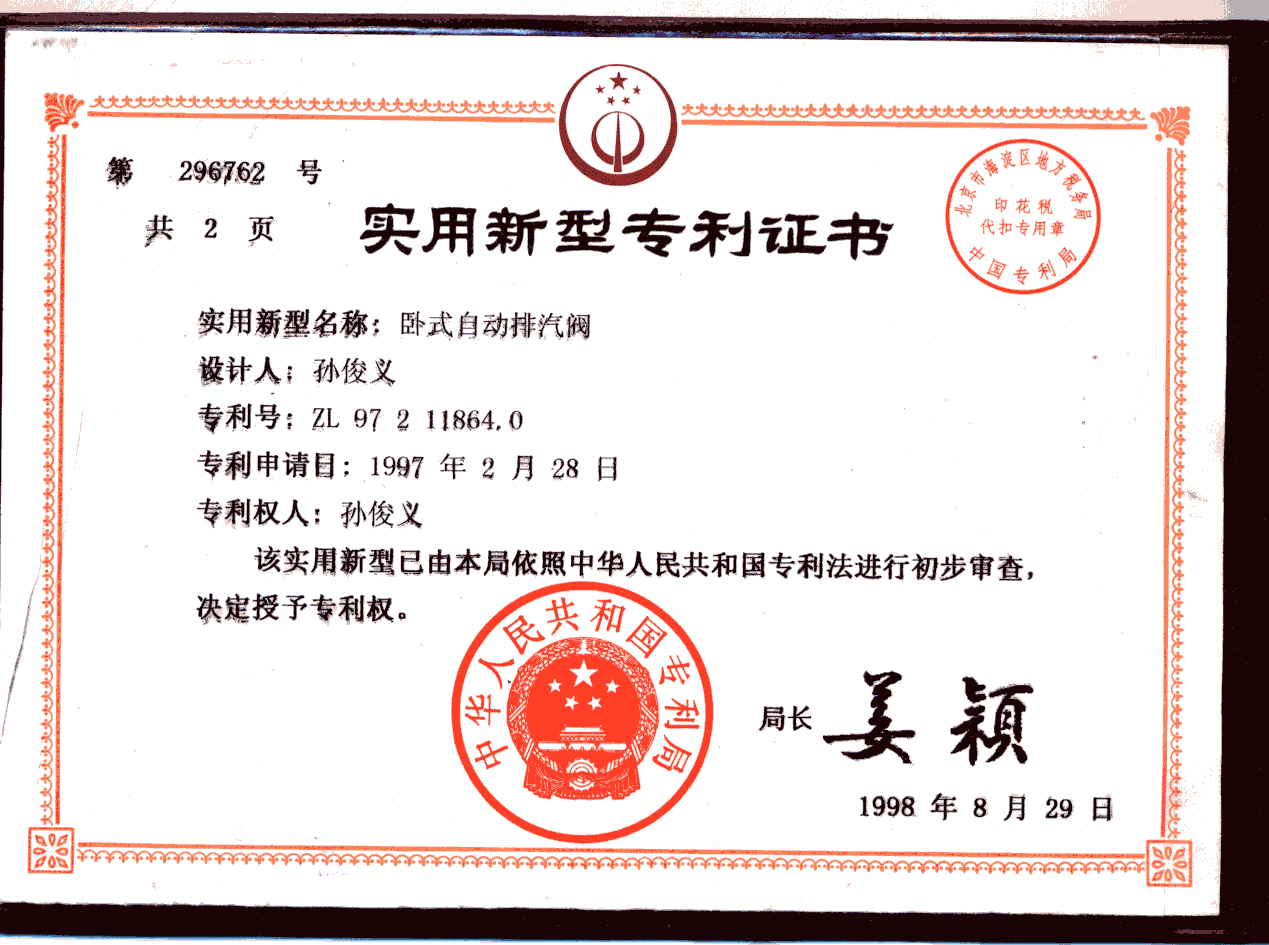 第 296762 号
共 2 页
实用新型专利证书
北京市海淀区地方税务局
印花税
代扣专用章
中国专利局
实用新型名称：卧式自动排汽阀
设计人：孙俊义
专利号：ZL 97 2 11864.0
专利申请日：1997 年 2 月 28 日
专利权人：孙俊义
该实用新型已由本局依照中华人民共和国专利法进行初步审查，
决定授予专利权。
中华人民共和国专利局
局长 姜颖
1998 年 8 月 29 日